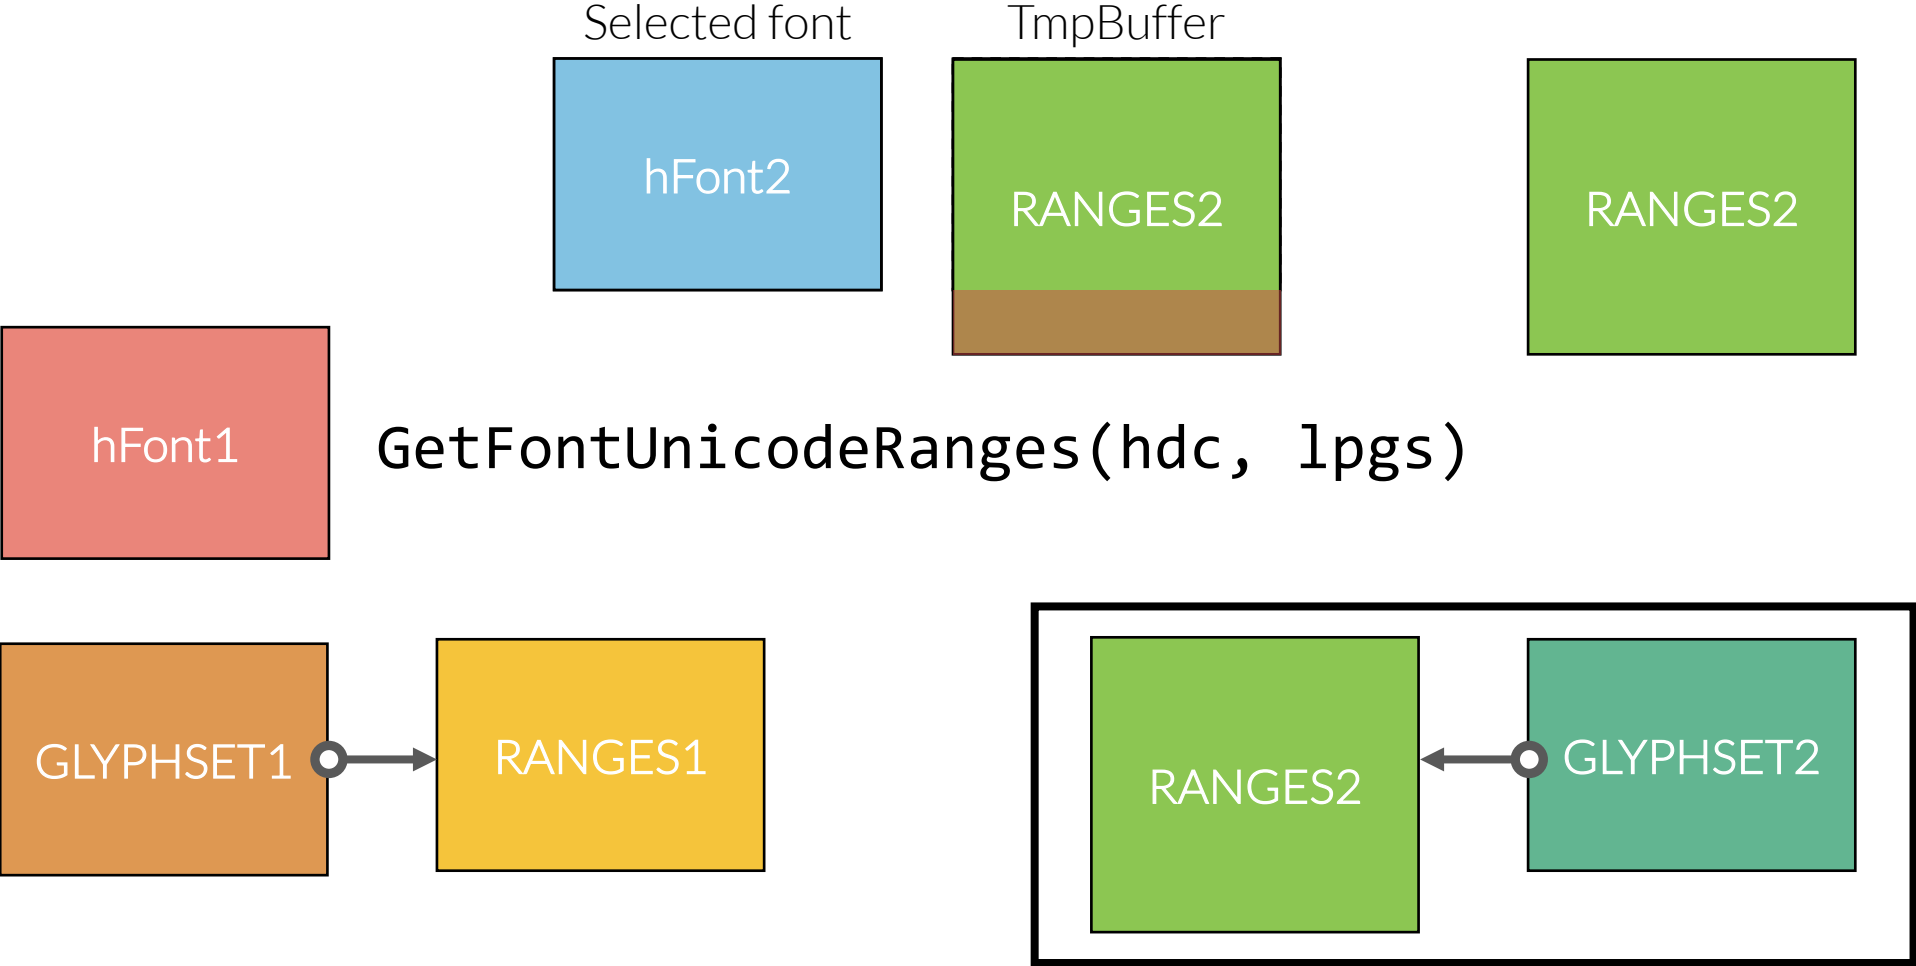 Selected font
TmpBuffer
hFont2
RANGES2
RANGES2
hFont1
GetFontUnicodeRanges(hdc, lpgs)
GLYPHSET1
RANGES1
RANGES2
GLYPHSET2